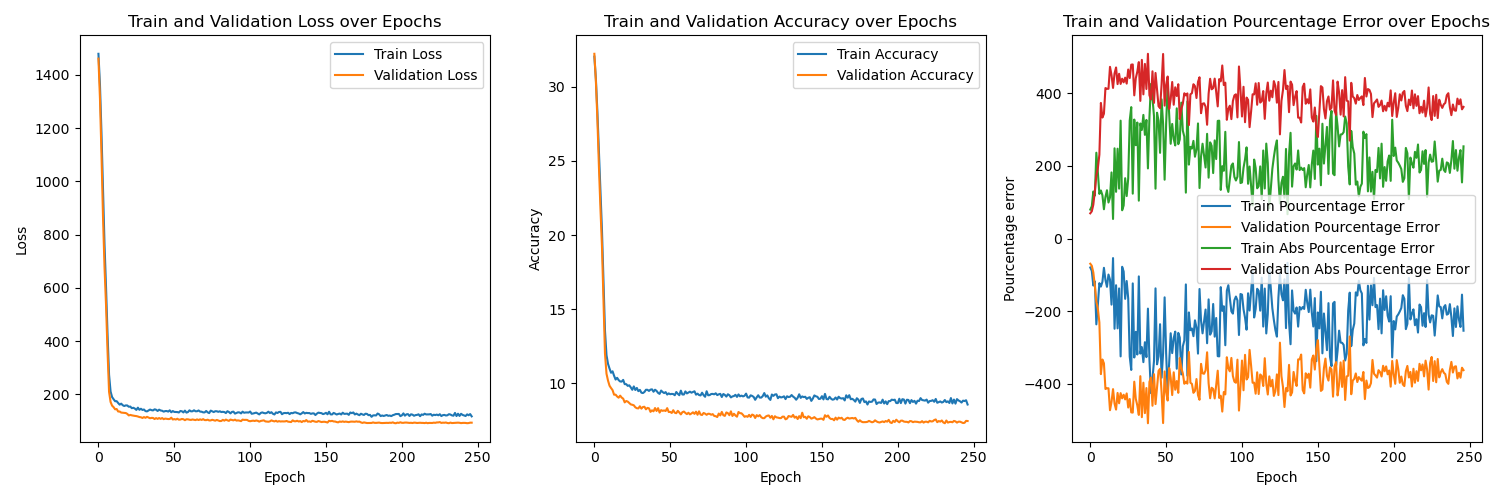 Train and Validation Loss over Epochs
Train Loss
Validation Loss
1400
1200
1000
800
600
400
200
Loss
0
50
100
150
200
250
Epoch
Train and Validation Accuracy over Epochs
Train Accuracy
Validation Accuracy
30
25
20
15
10
Accuracy
0
50
100
150
200
250
Epoch
Train and Validation Pourcentage Error over Epochs
400
200
0
−200
−400
Pourcentage error
Train Pourcentage Error
Validation Pourcentage Error
Train Abs Pourcentage Error
Validation Abs Pourcentage Error
0
50
100
150
200
250
Epoch